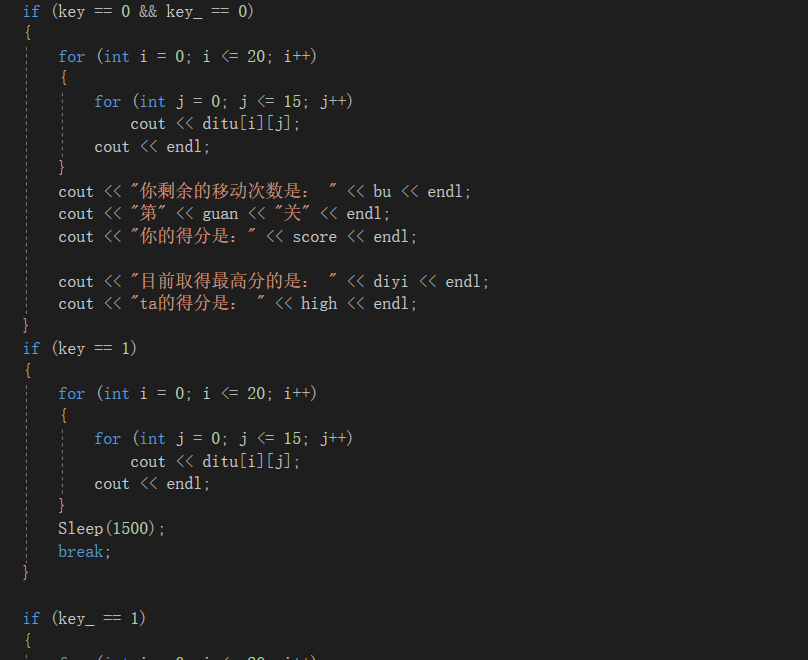 if (key == 0 && key_ == 0)
{
for (int i = 0; i <= 20; i++)
{
for (int j = 0; j <= 15; j++)
cout << ditu[i][j];
cout << endl;
}
cout << "你剩余的移动次数是： " << bu << endl;
cout << "第" << guan << "关" << endl;
cout << "你的得分是：" << score << endl;
cout << "目前取得最高分的是： " << diyi << endl;
cout << "ta的得分是： " << high << endl;
}
if (key == 1)
{
for (int i = 0; i <= 20; i++)
{
for (int j = 0; j <= 15; j++)
cout << ditu[i][j];
cout << endl;
}
Sleep(1500);
break;
}
if (key_ == 1)
{